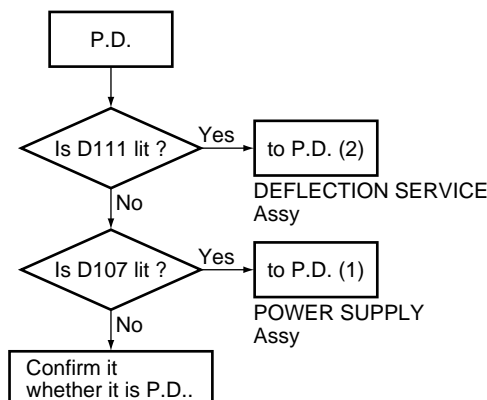 P.D.
Is D111 lit ?
Yes
to P.D. (2)
DEFLECTION SERVICE
Assy
No
Is D107 lit ?
Yes
to P.D. (1)
POWER SUPPLY
Assy
No
Confirm it
whether it is P.D..